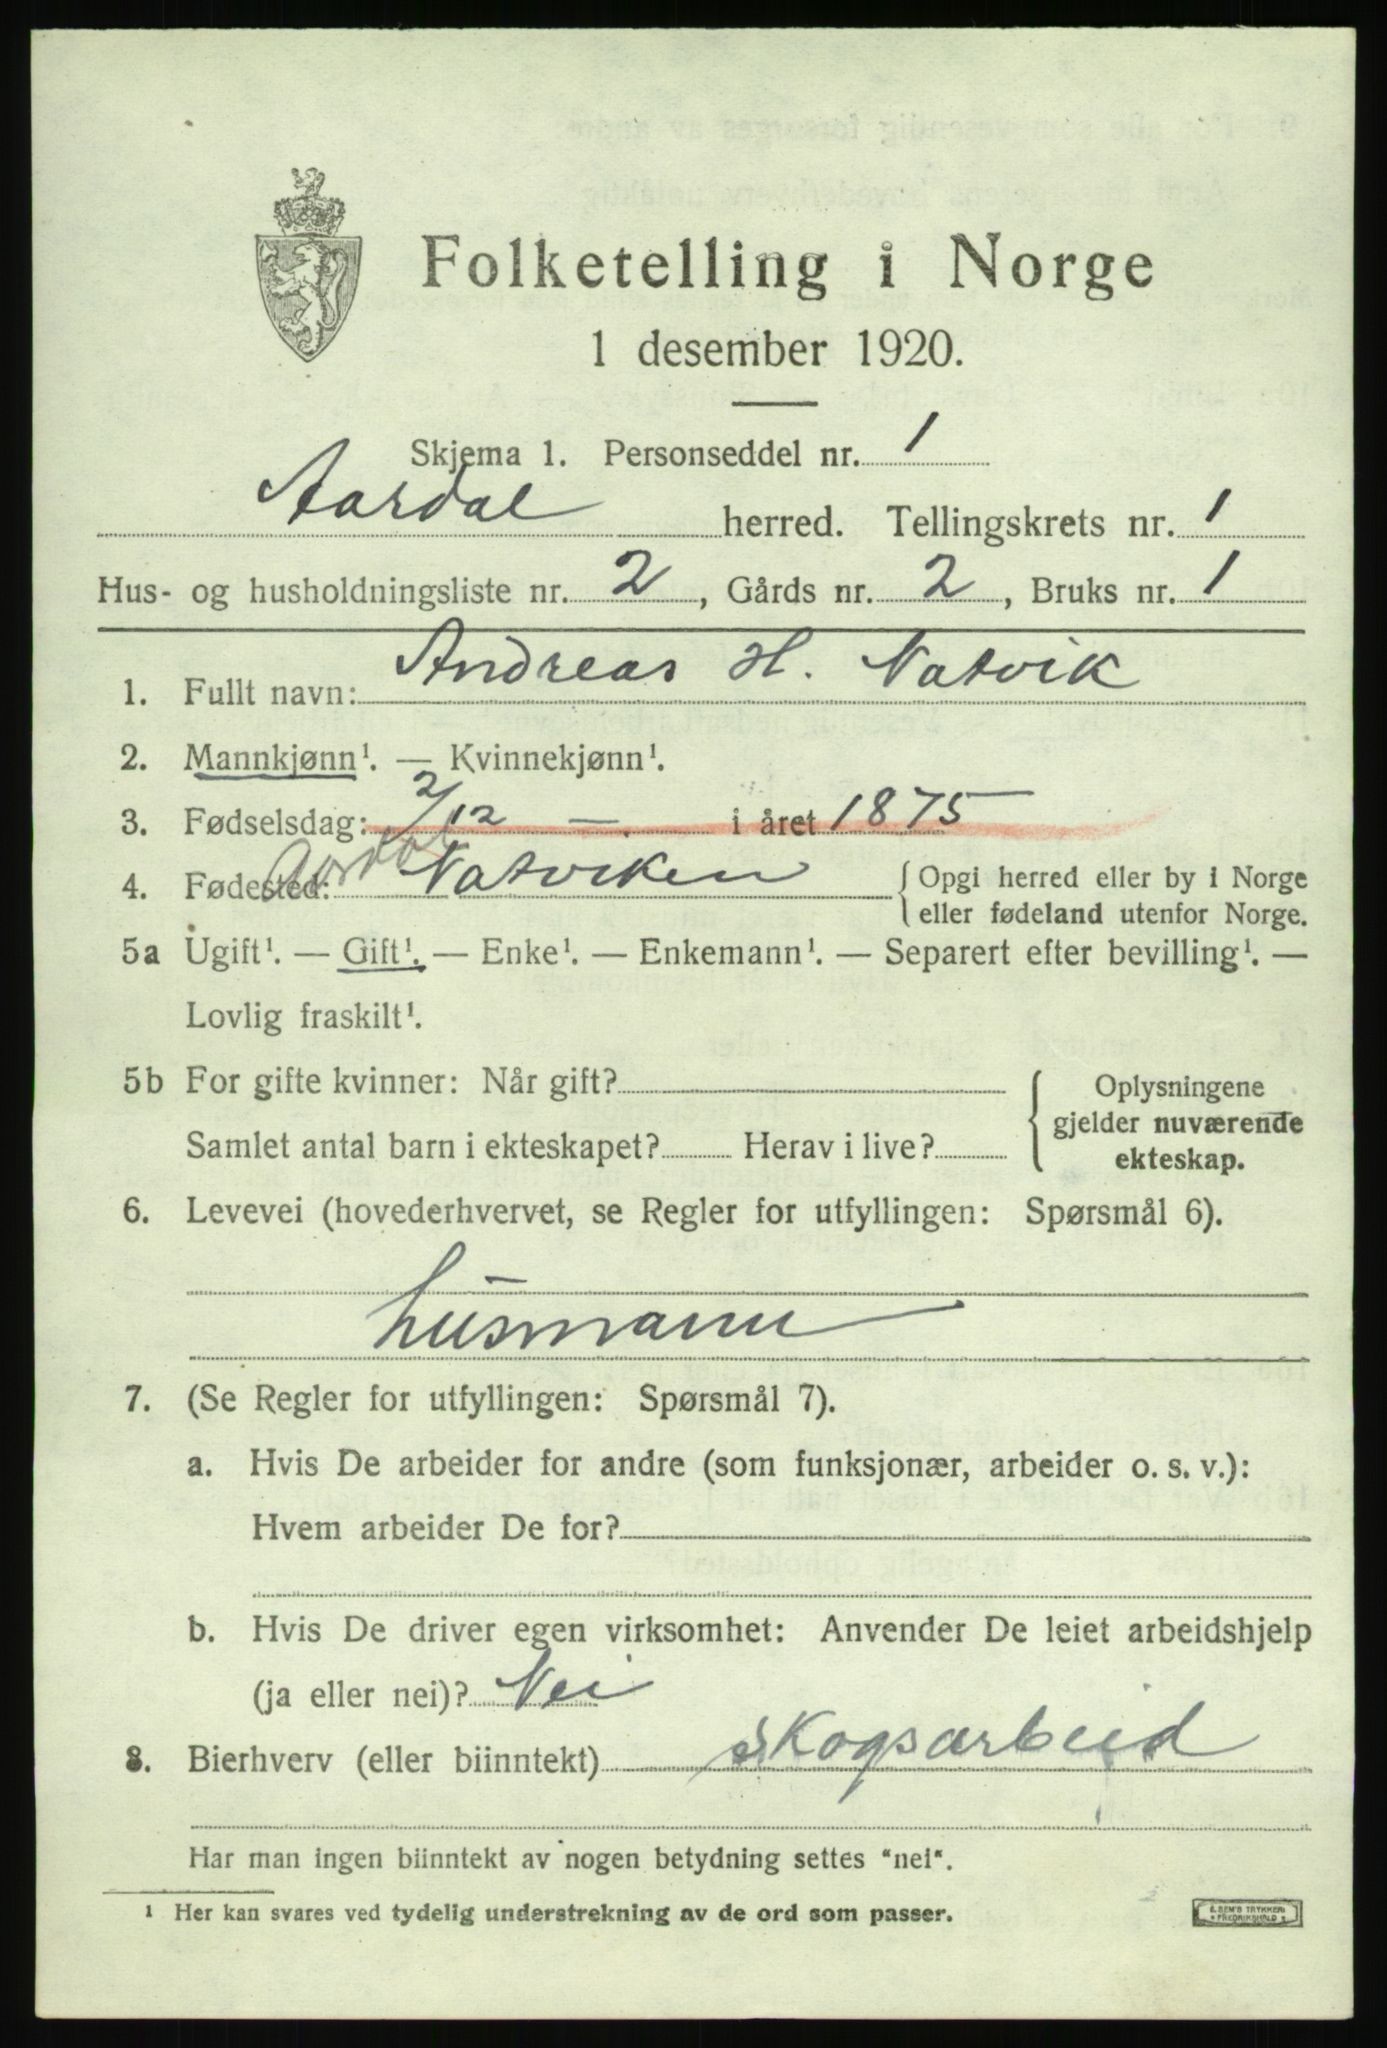 Folketelling i Norge
1 desember 1920.
Skjema 1. Personseddel nr. 1
Aardal herred. Tellingskrets nr. 1
Hus- og husholdningsliste nr. 2, Gårds nr. 2, Bruks nr. 1
1. Fullt navn: Andreas H. Natvik
2. Mannkjønn¹. — Kvinnekjønn¹.
3. Fødselsdag: 2/12 — i året 1875
Aardal
4. Fødested: Natviken { Opgi herred eller by i Norge
eller fødeland utenfor Norge.
5a Ugift¹. — Gift¹. — Enke¹. — Enkemann¹. — Separert efter bevilling¹. —
Lovlig fraskilt¹.
5b For gifte kvinner: Når gift? { Oplysningene
gjelder nuværende
Samlet antal barn i ekteskapet? Herav i live?
ekteskap.
6. Levevei (hovederhvervet, se Regler for utfyllingen: Spørsmål 6).
husmann
7. (Se Regler for utfyllingen: Spørsmål 7).
a. Hvis De arbeider for andre (som funksjonær, arbeider o. s. v.):
Hvem arbeider De for?
b. Hvis De driver egen virksomhet: Anvender De leiet arbeidshjelp
(ja eller nei)? Nei
8. Bierhverv (eller biinntekt) skogsarbeid
Har man ingen biinntekt av nogen betydning settes "nei".
¹ Her kan svares ved tydelig understrekning av de ord som passer.
E. SEM'S TRYKKERI
* FREDRIKSHALD *